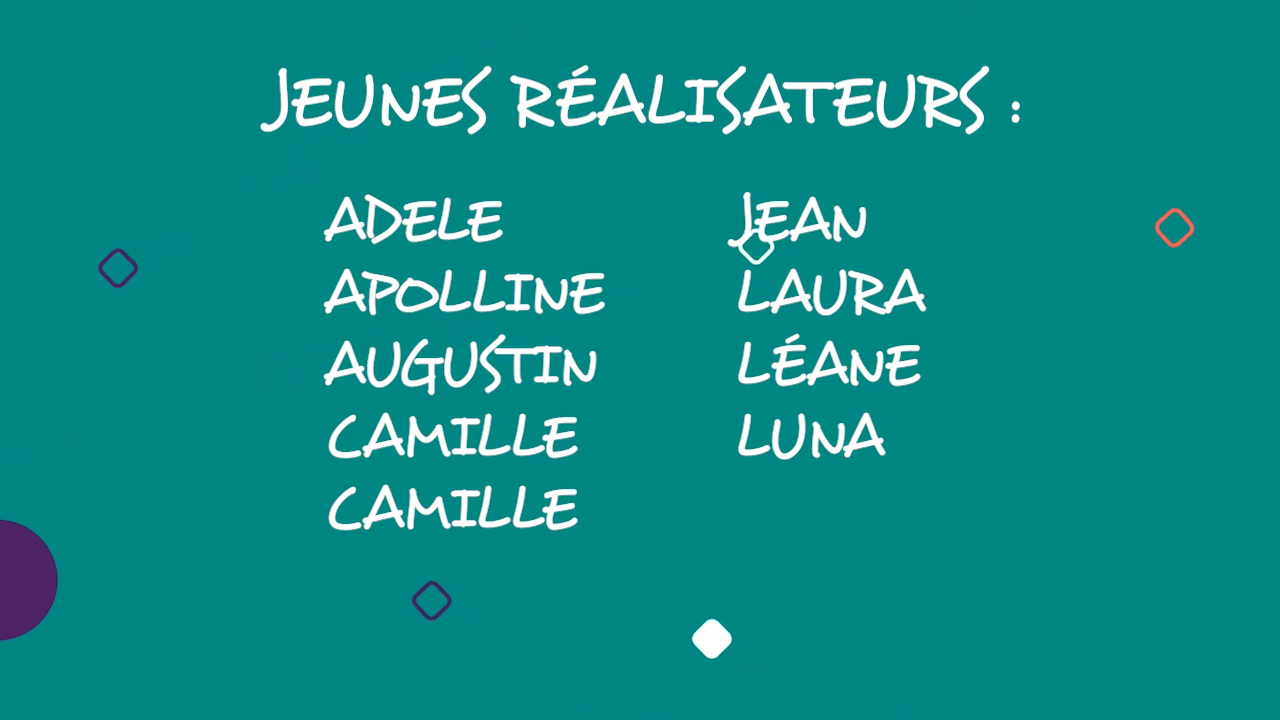 JEUNES RÉALISATEURS :
ADELE
APOLLINE
AUGUSTIN
CAMILLE
CAMILLE
JEAN
LAURA
LÉANE
LUNA